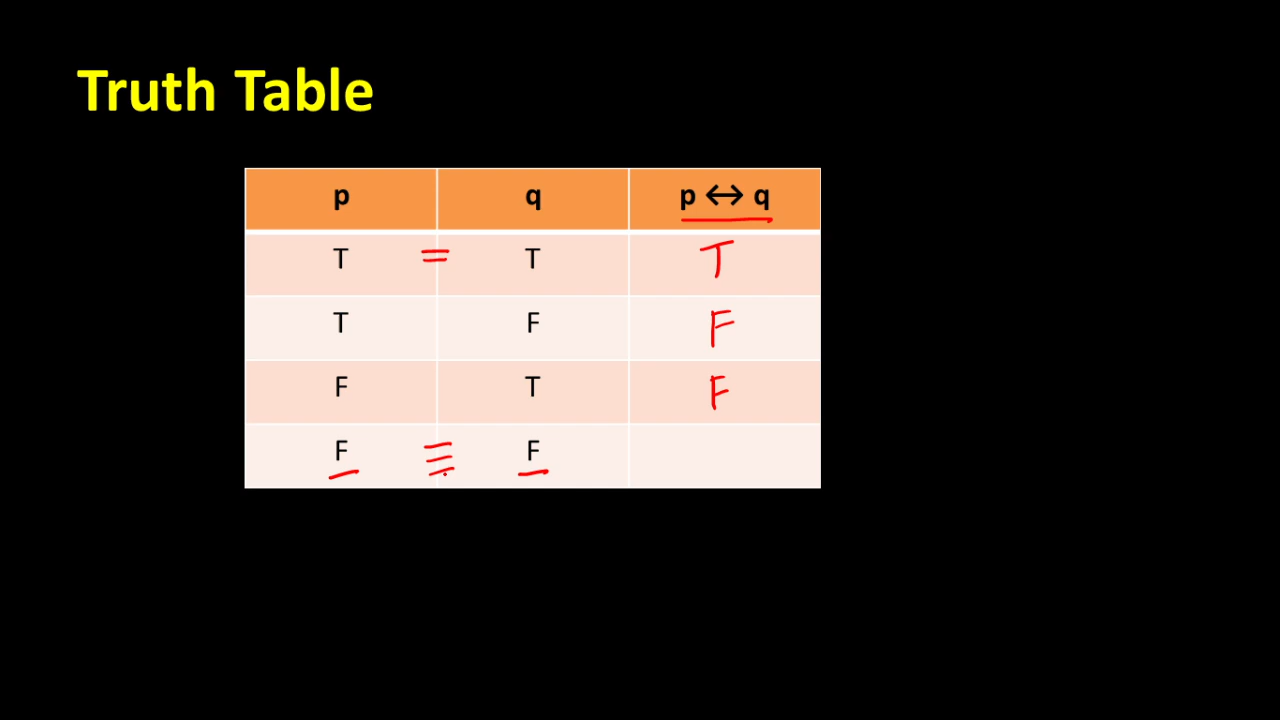 Truth Table
p q p ↔ q
T = T T
T F F
F T F
F ≡ F